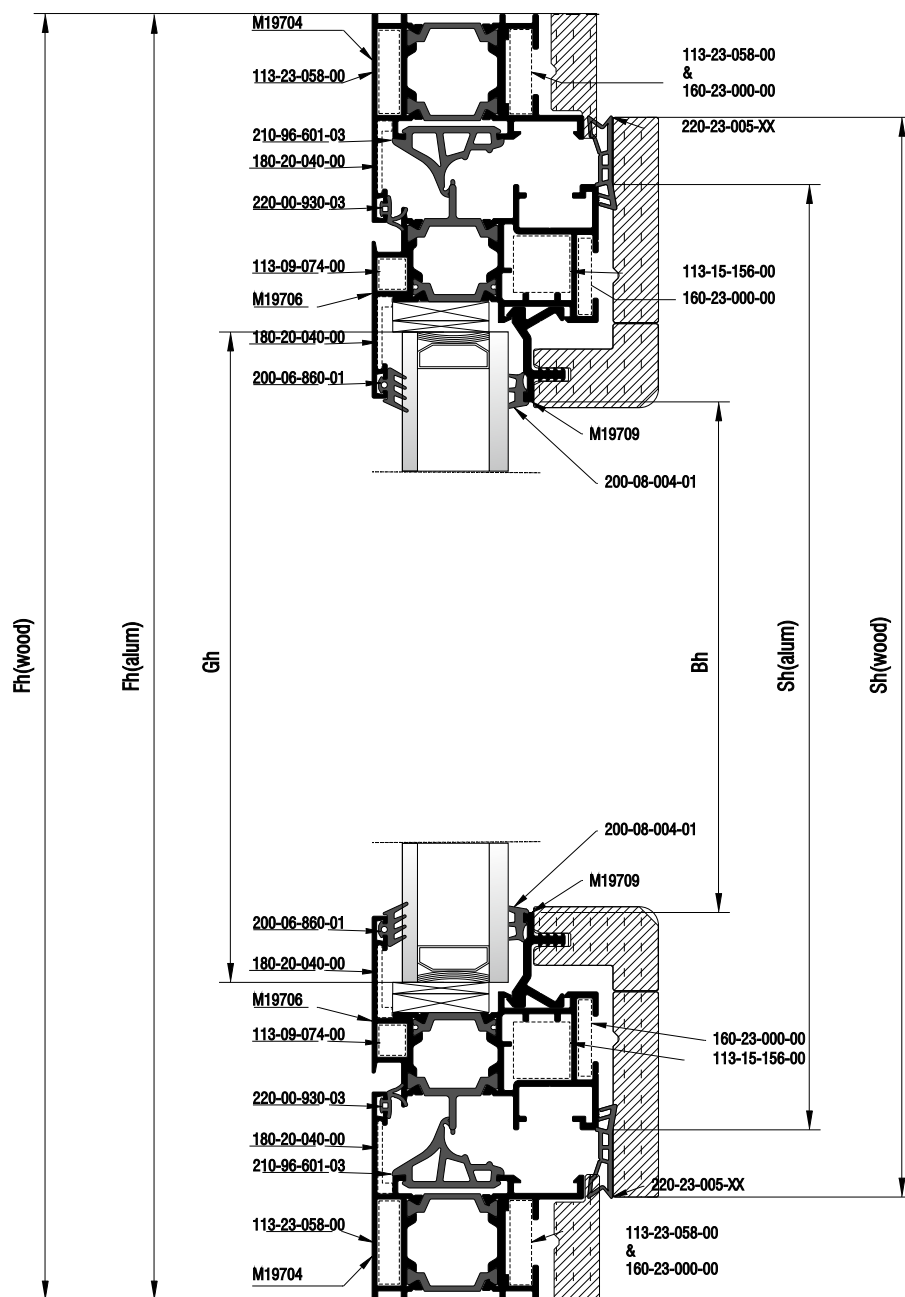 M19704
113-23-058-00
210-96-601-03
180-20-040-00
220-00-930-03
113-09-074-00
M19706
180-20-040-00
200-06-860-01
113-23-058-00
&
160-23-000-00
220-23-005-XX
113-15-156-00
160-23-000-00
M19709
200-08-004-01
Fh(wood)
Fh(alum)
Gh
Bh
Sh(alum)
Sh(wood)
200-08-004-01
M19709
200-06-860-01
180-20-040-00
M19706
113-09-074-00
220-00-930-03
180-20-040-00
210-96-601-03
113-23-058-00
M19704
160-23-000-00
113-15-156-00
220-23-005-XX
113-23-058-00
&
160-23-000-00